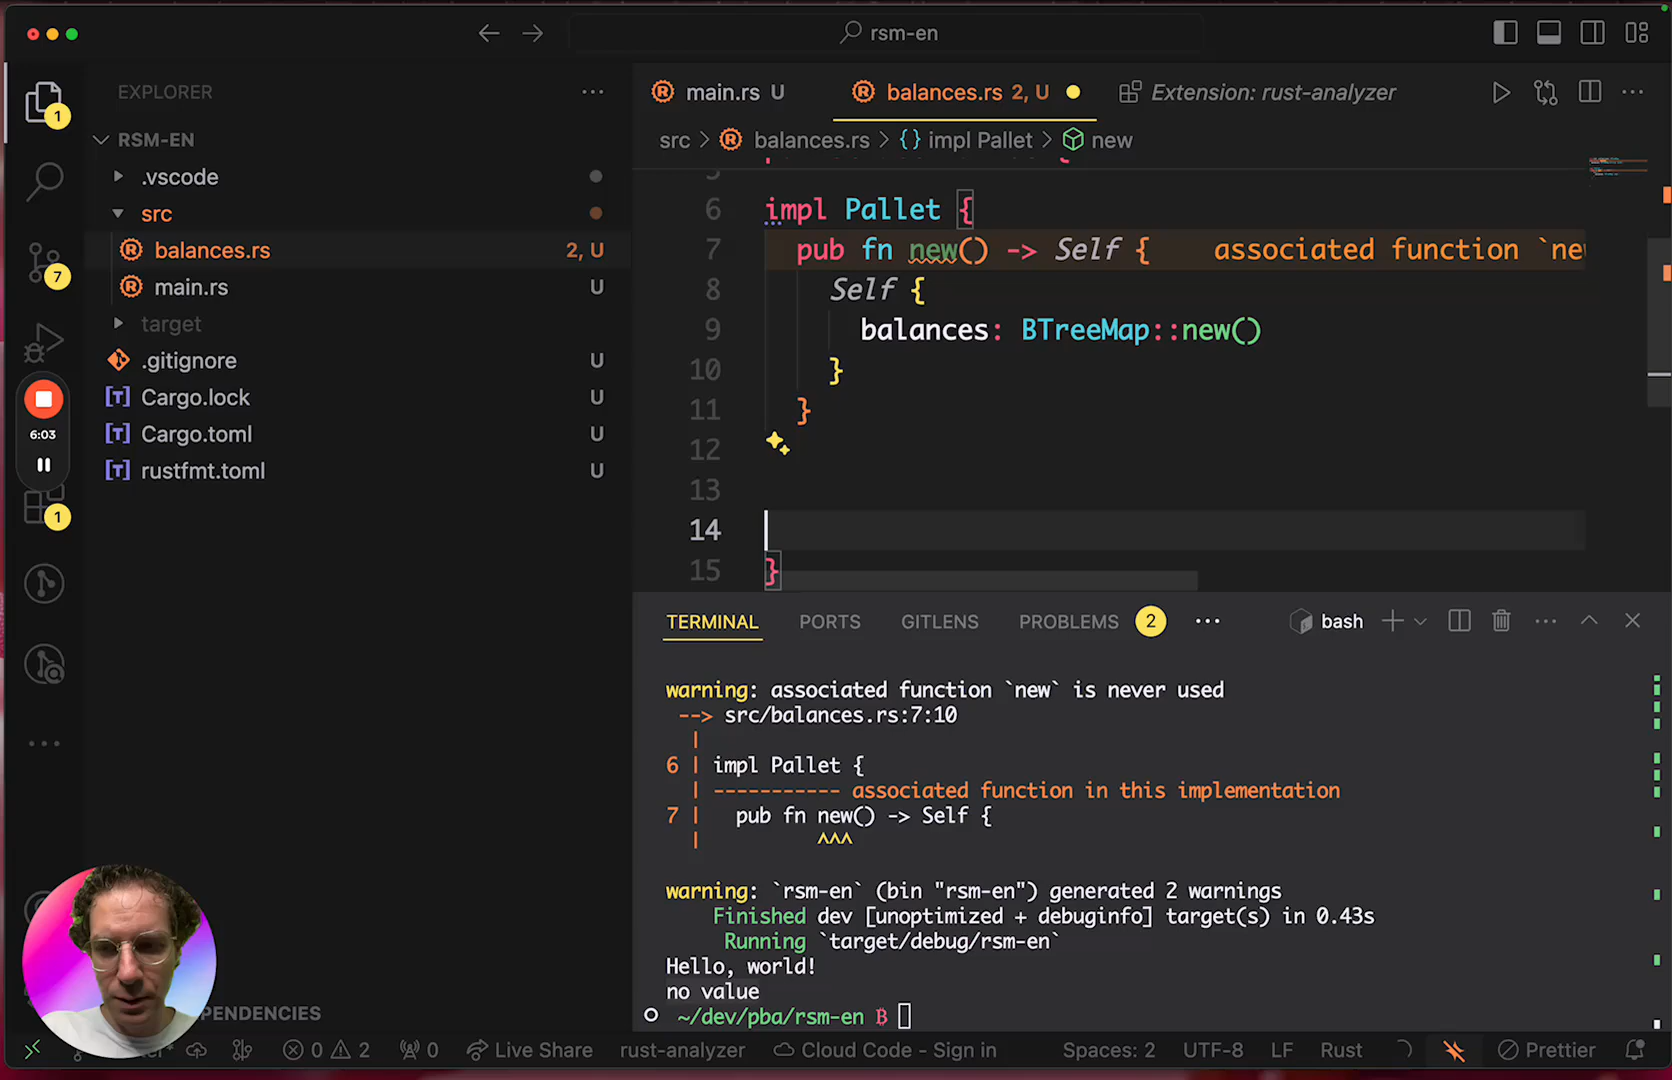 rsm-en
EXPLORER
RSM-EN
.vscode
src
balances.rs 2, U
main.rs U
target
.gitignore U
Cargo.lock U
Cargo.toml U
rustfmt.toml U
1
7
6:03
1
main.rs U
balances.rs 2, U
Extension: rust-analyzer
src > balances.rs > {} impl Pallet > new
6 impl Pallet {
7 pub fn new() -> Self { associated function `new
8 Self {
9 balances: BTreeMap::new()
10 }
11 }
12
13
14
15 }
TERMINAL PORTS GITLENS PROBLEMS 2 ... bash
warning: associated function `new` is never used
--> src/balances.rs:7:10
|
6 | impl Pallet {
| ----------- associated function in this implementation
7 | pub fn new() -> Self {
| ^^^
warning: `rsm-en` (bin "rsm-en") generated 2 warnings
Finished dev [unoptimized + debuginfo] target(s) in 0.43s
Running `target/debug/rsm-en`
Hello, world!
no value
~/dev/pba/rsm-en ₿
PENDENCIES
0 2 0 Live Share rust-analyzer Cloud Code - Sign in Spaces: 2 UTF-8 LF Rust Prettier